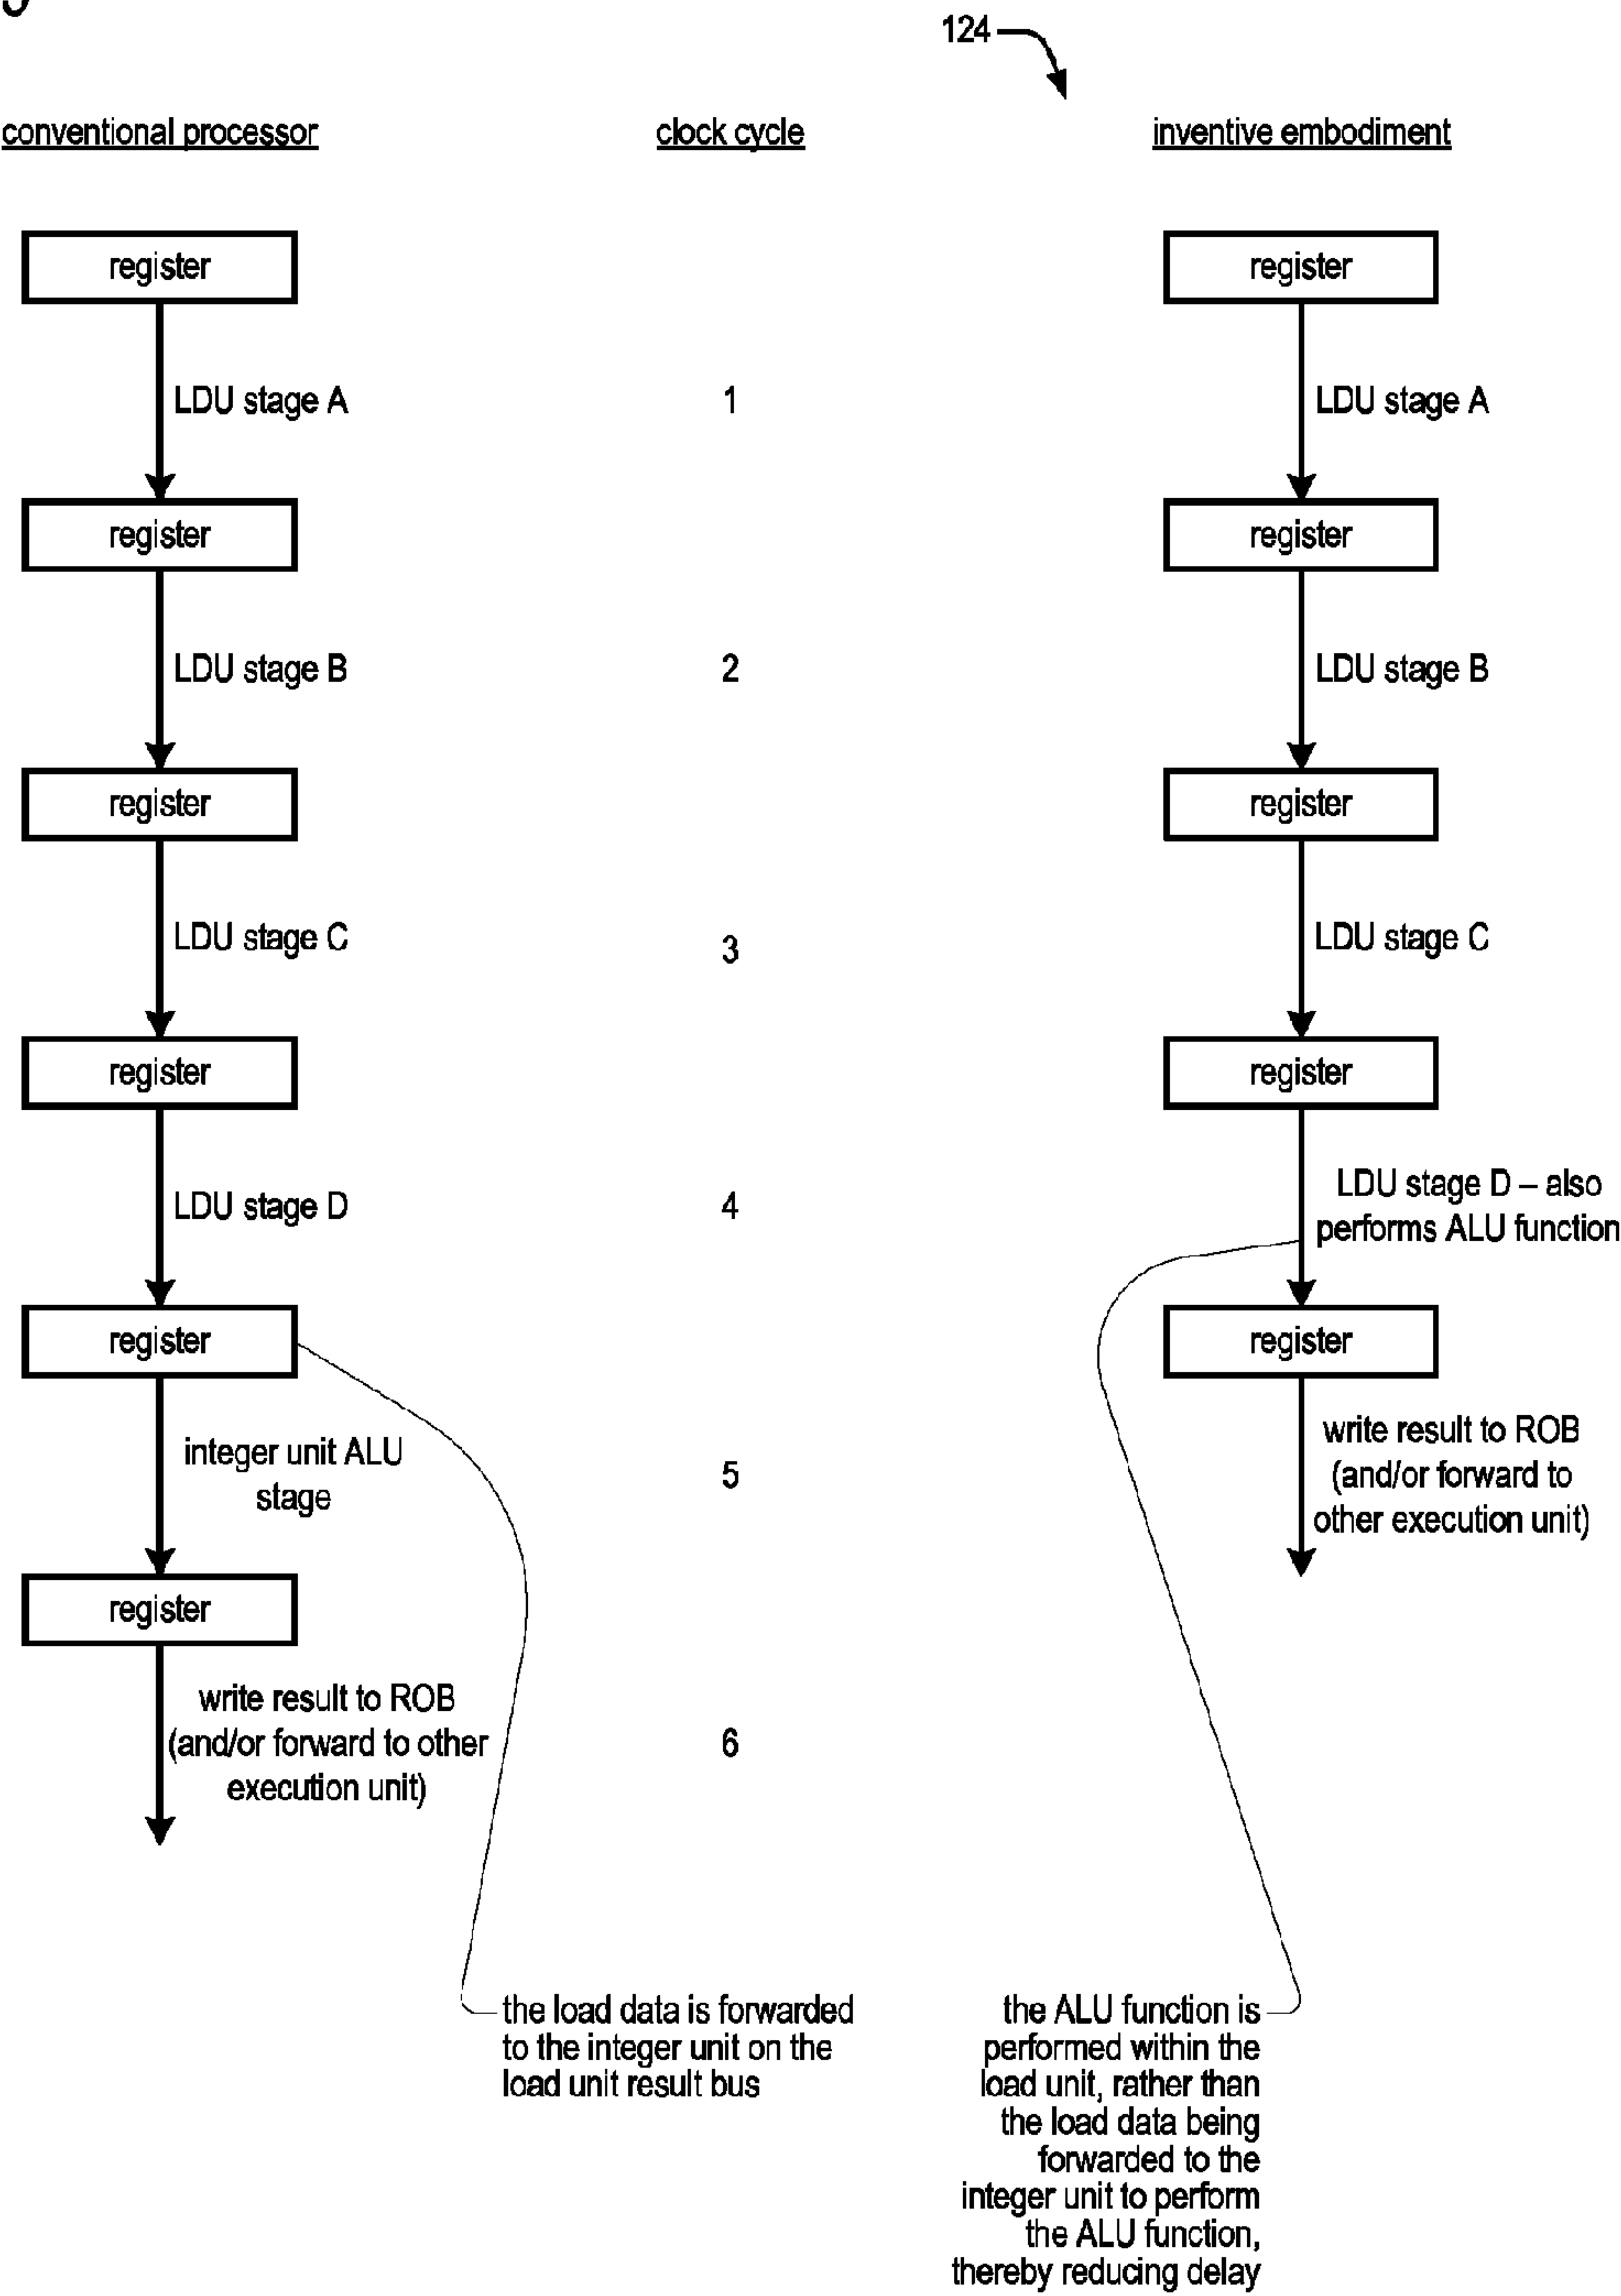 124
conventional processor
clock cycle
inventive embodiment
register
register
LDU stage A
1
LDU stage A
register
register
LDU stage B
2
LDU stage B
register
register
LDU stage C
3
LDU stage C
register
register
LDU stage D
4
LDU stage D – also
performs ALU function
register
register
integer unit ALU
stage
5
write result to ROB
(and/or forward to
other execution unit)
register
write result to ROB
(and/or forward to other
execution unit)
6
the load data is forwarded
to the integer unit on the
load unit result bus
the ALU function is
performed within the
load unit, rather than
the load data being
forwarded to the
integer unit to perform
the ALU function,
thereby reducing delay